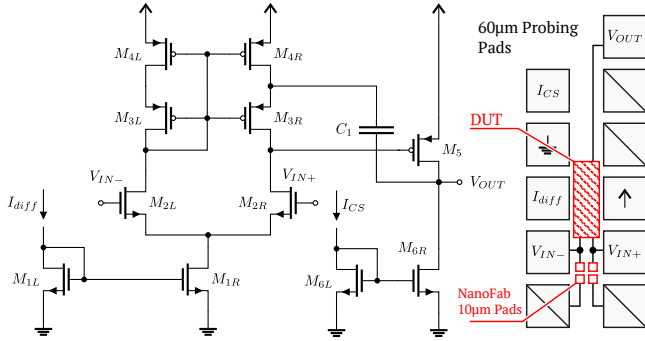 M4L
M4R
M3L
M3R
C1
M5
VIN−
VIN+
M2L
M2R
VOUT
Idiff
ICS
M1L
M1R
M6L
M6R
60µm Probing
Pads
VOUT
ICS
DUT
Idiff
VIN−
VIN+
NanoFab
10µm Pads